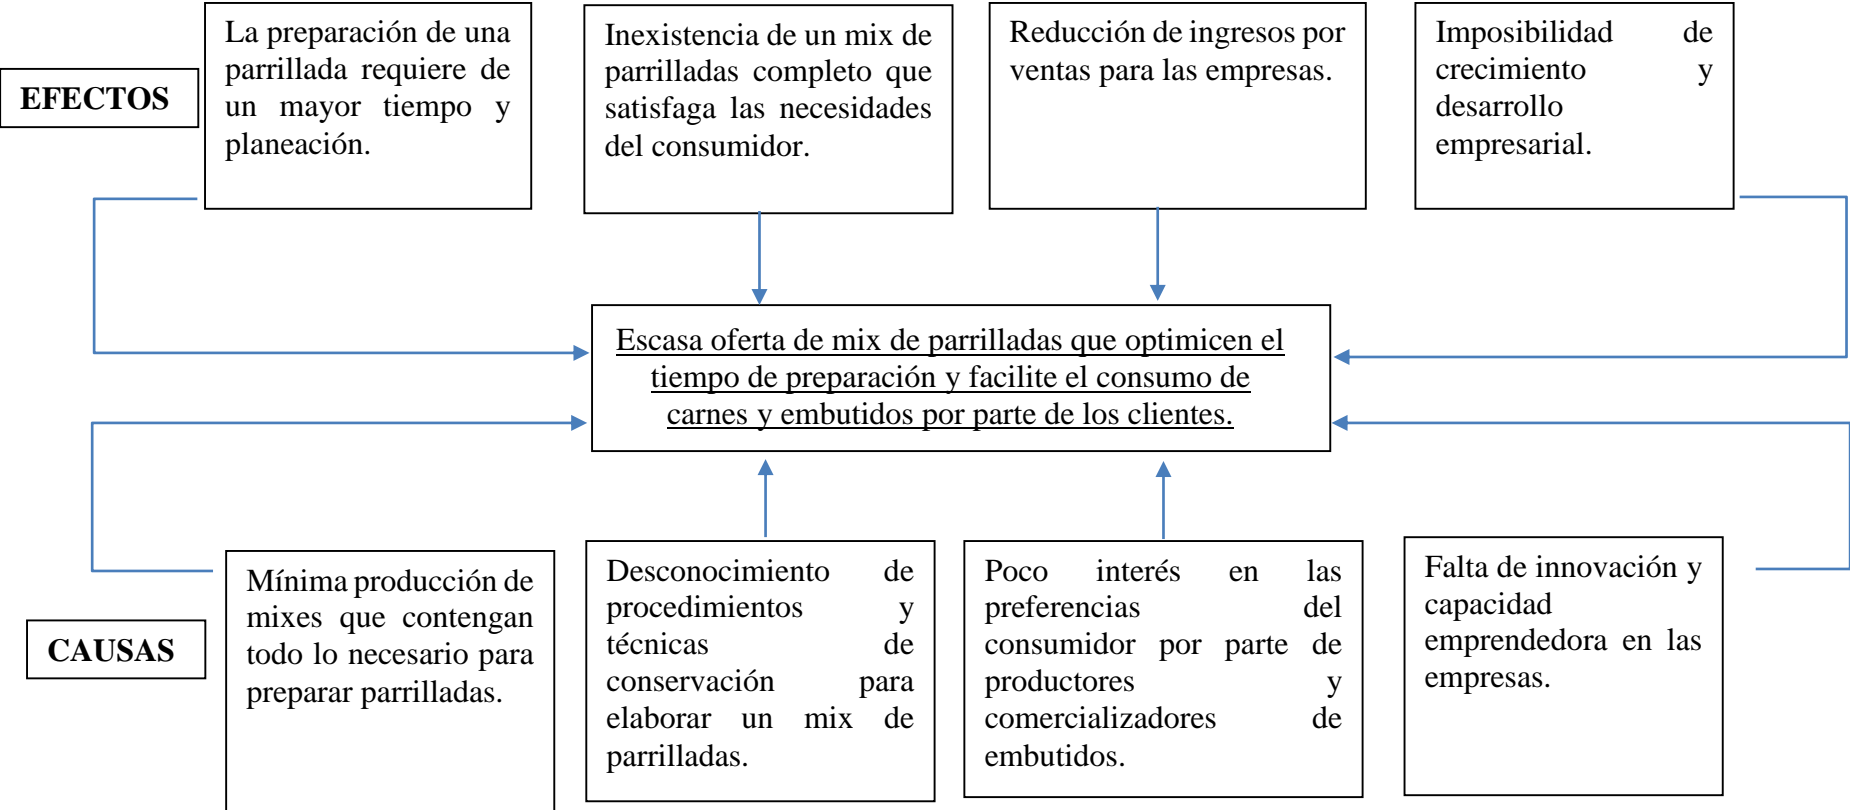 EFECTOS
La preparación de una
parrillada requiere de
un mayor tiempo y
planeación.
Inexistencia de un mix de
parrilladas completo que
satisfaga las necesidades
del consumidor.
Reducción de ingresos por
ventas para las empresas.
Imposibilidad de
crecimiento y
desarrollo
empresarial.
Escasa oferta de mix de parrilladas que optimicen el
tiempo de preparación y facilite el consumo de
carnes y embutidos por parte de los clientes.
CAUSAS
Mínima producción de
mixes que contengan
todo lo necesario para
preparar parrilladas.
Desconocimiento de
procedimientos y
técnicas de
conservación para
elaborar un mix de
parrilladas.
Poco interés en las
preferencias del
consumidor por parte de
productores y
comercializadores de
embutidos.
Falta de innovación y
capacidad
emprendedora en las
empresas.